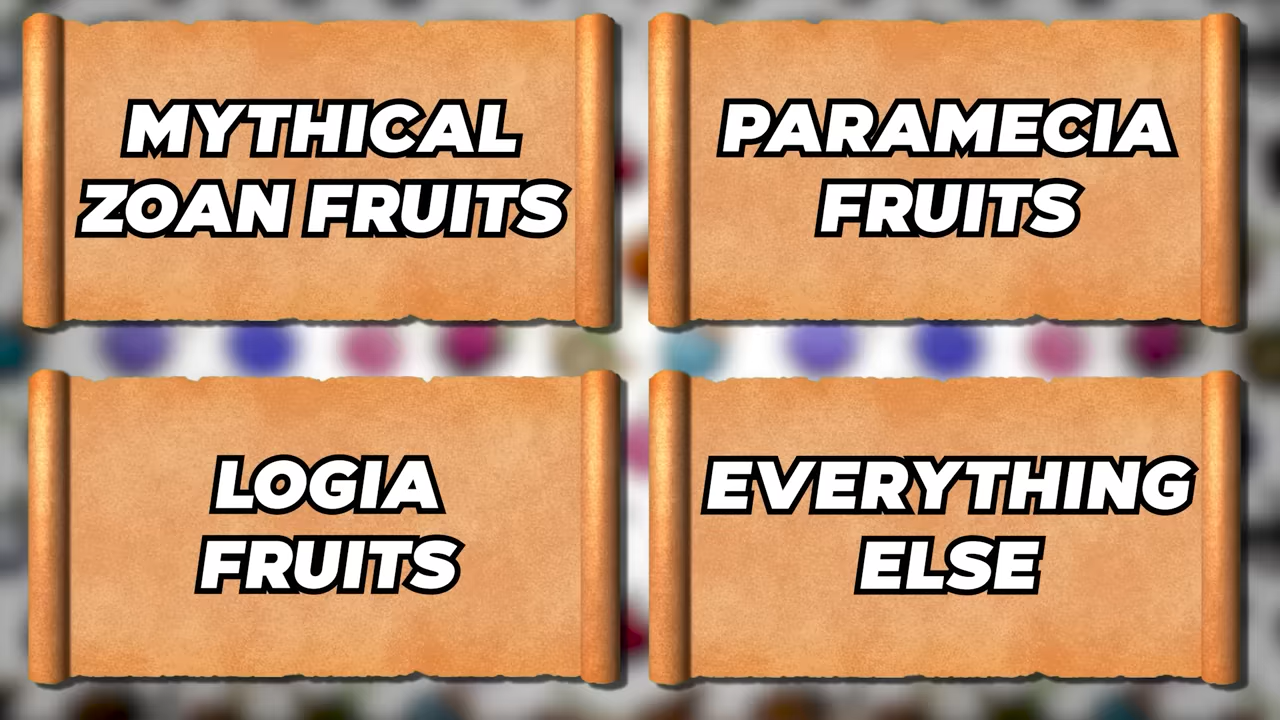 MYTHICAL
ZOAN FRUITS
PARAMECIA
FRUITS
LOGIA
FRUITS
EVERYTHING
ELSE